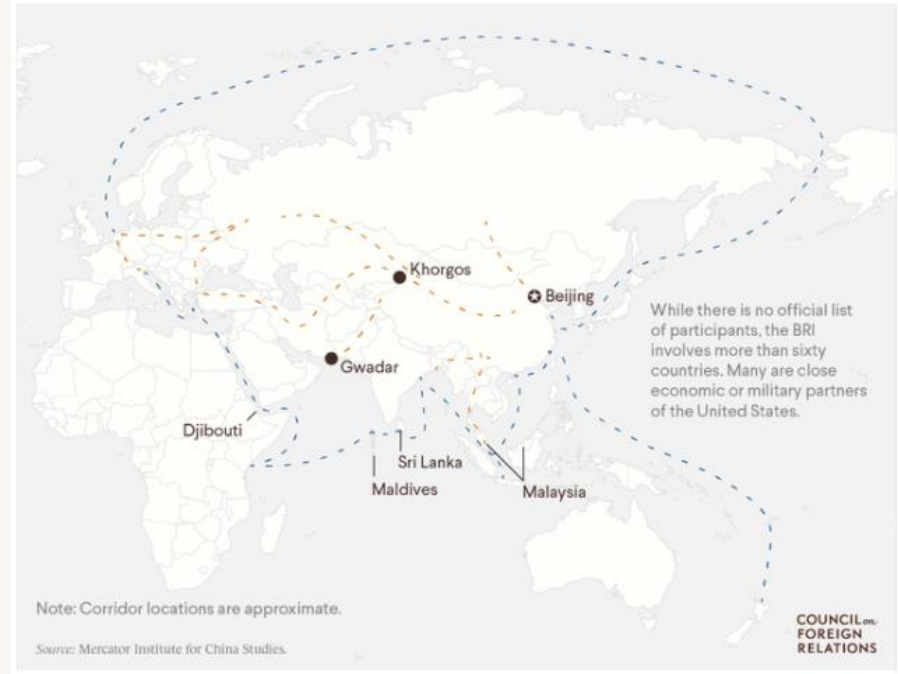 Khorgos
Beijing
While there is no official list
of participants, the BRI
involves more than sixty
countries. Many are close
economic or military partners
of the United States.
Gwadar
Djibouti
Sri Lanka
Maldives
Malaysia
Note: Corridor locations are approximate.
Source: Mercator Institute for China Studies.
COUNCIL on
FOREIGN
RELATIONS